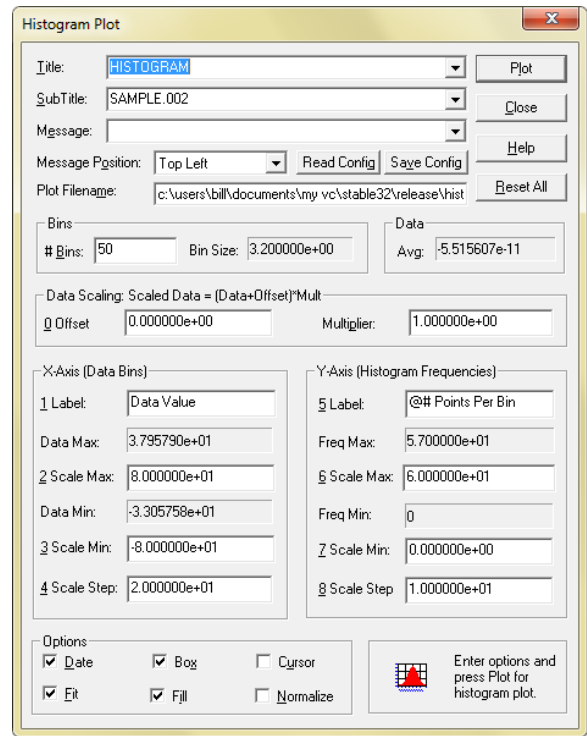 Histogram Plot
Title: HISTOGRAM Plot
SubTitle: SAMPLE.002 Close
Message:
Help
Message Position: Top Left Read Config Save Config
Plot Filename: c:\users\bill\documents\my vc\stable32\release\hist Reset All
Bins
# Bins: 50 Bin Size: 3.200000e+00
Data
Avg: -5.515607e-11
Data Scaling: Scaled Data = (Data+Offset)*Mult
0 Offset 0.000000e+00 Multiplier: 1.000000e+00
X-Axis (Data Bins)
1 Label: Data Value
Data Max: 3.795790e+01
2 Scale Max: 8.000000e+01
Data Min: -3.305758e+01
3 Scale Min: -8.000000e+01
4 Scale Step: 2.000000e+01
Y-Axis (Histogram Frequencies)
5 Label: @# Points Per Bin
Freq Max: 5.700000e+01
6 Scale Max: 6.000000e+01
Freq Min: 0
7 Scale Min: 0.000000e+00
8 Scale Step 1.000000e+01
Options
Date Box Cursor
Fit Fill Normalize
Enter options and
press Plot for
histogram plot.